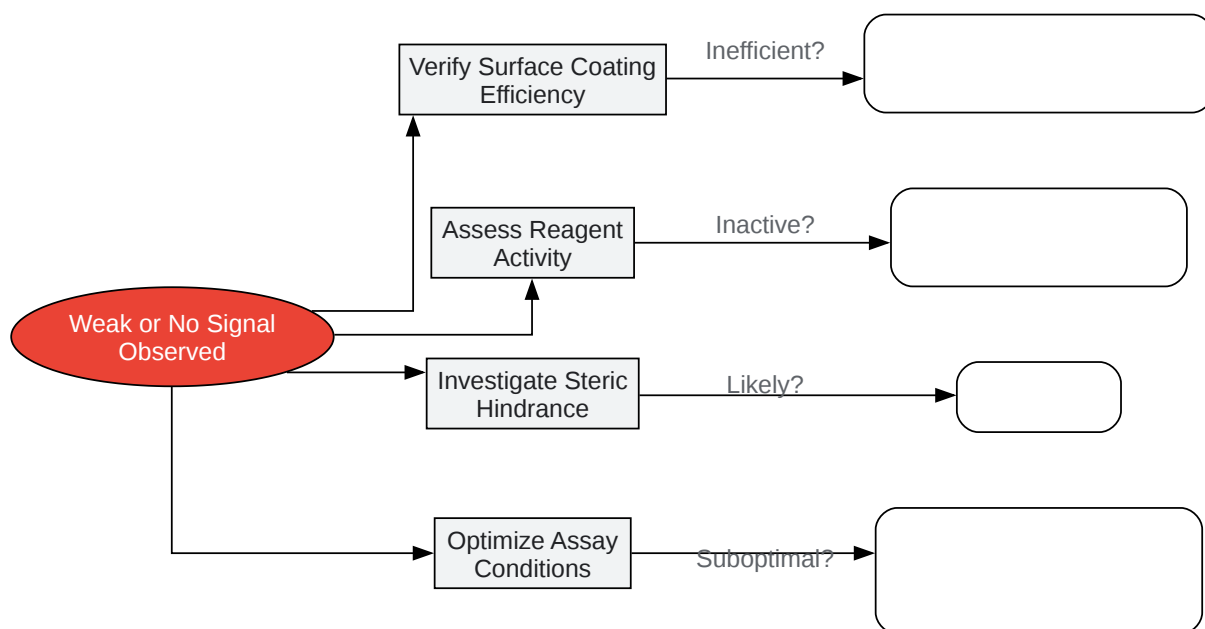 Verify Surface Coating
Efficiency
Inefficient?
Assess Reagent
Activity
Inactive?
Weak or No Signal
Observed
Investigate Steric
Hindrance
Likely?
Optimize Assay
Conditions
Suboptimal?